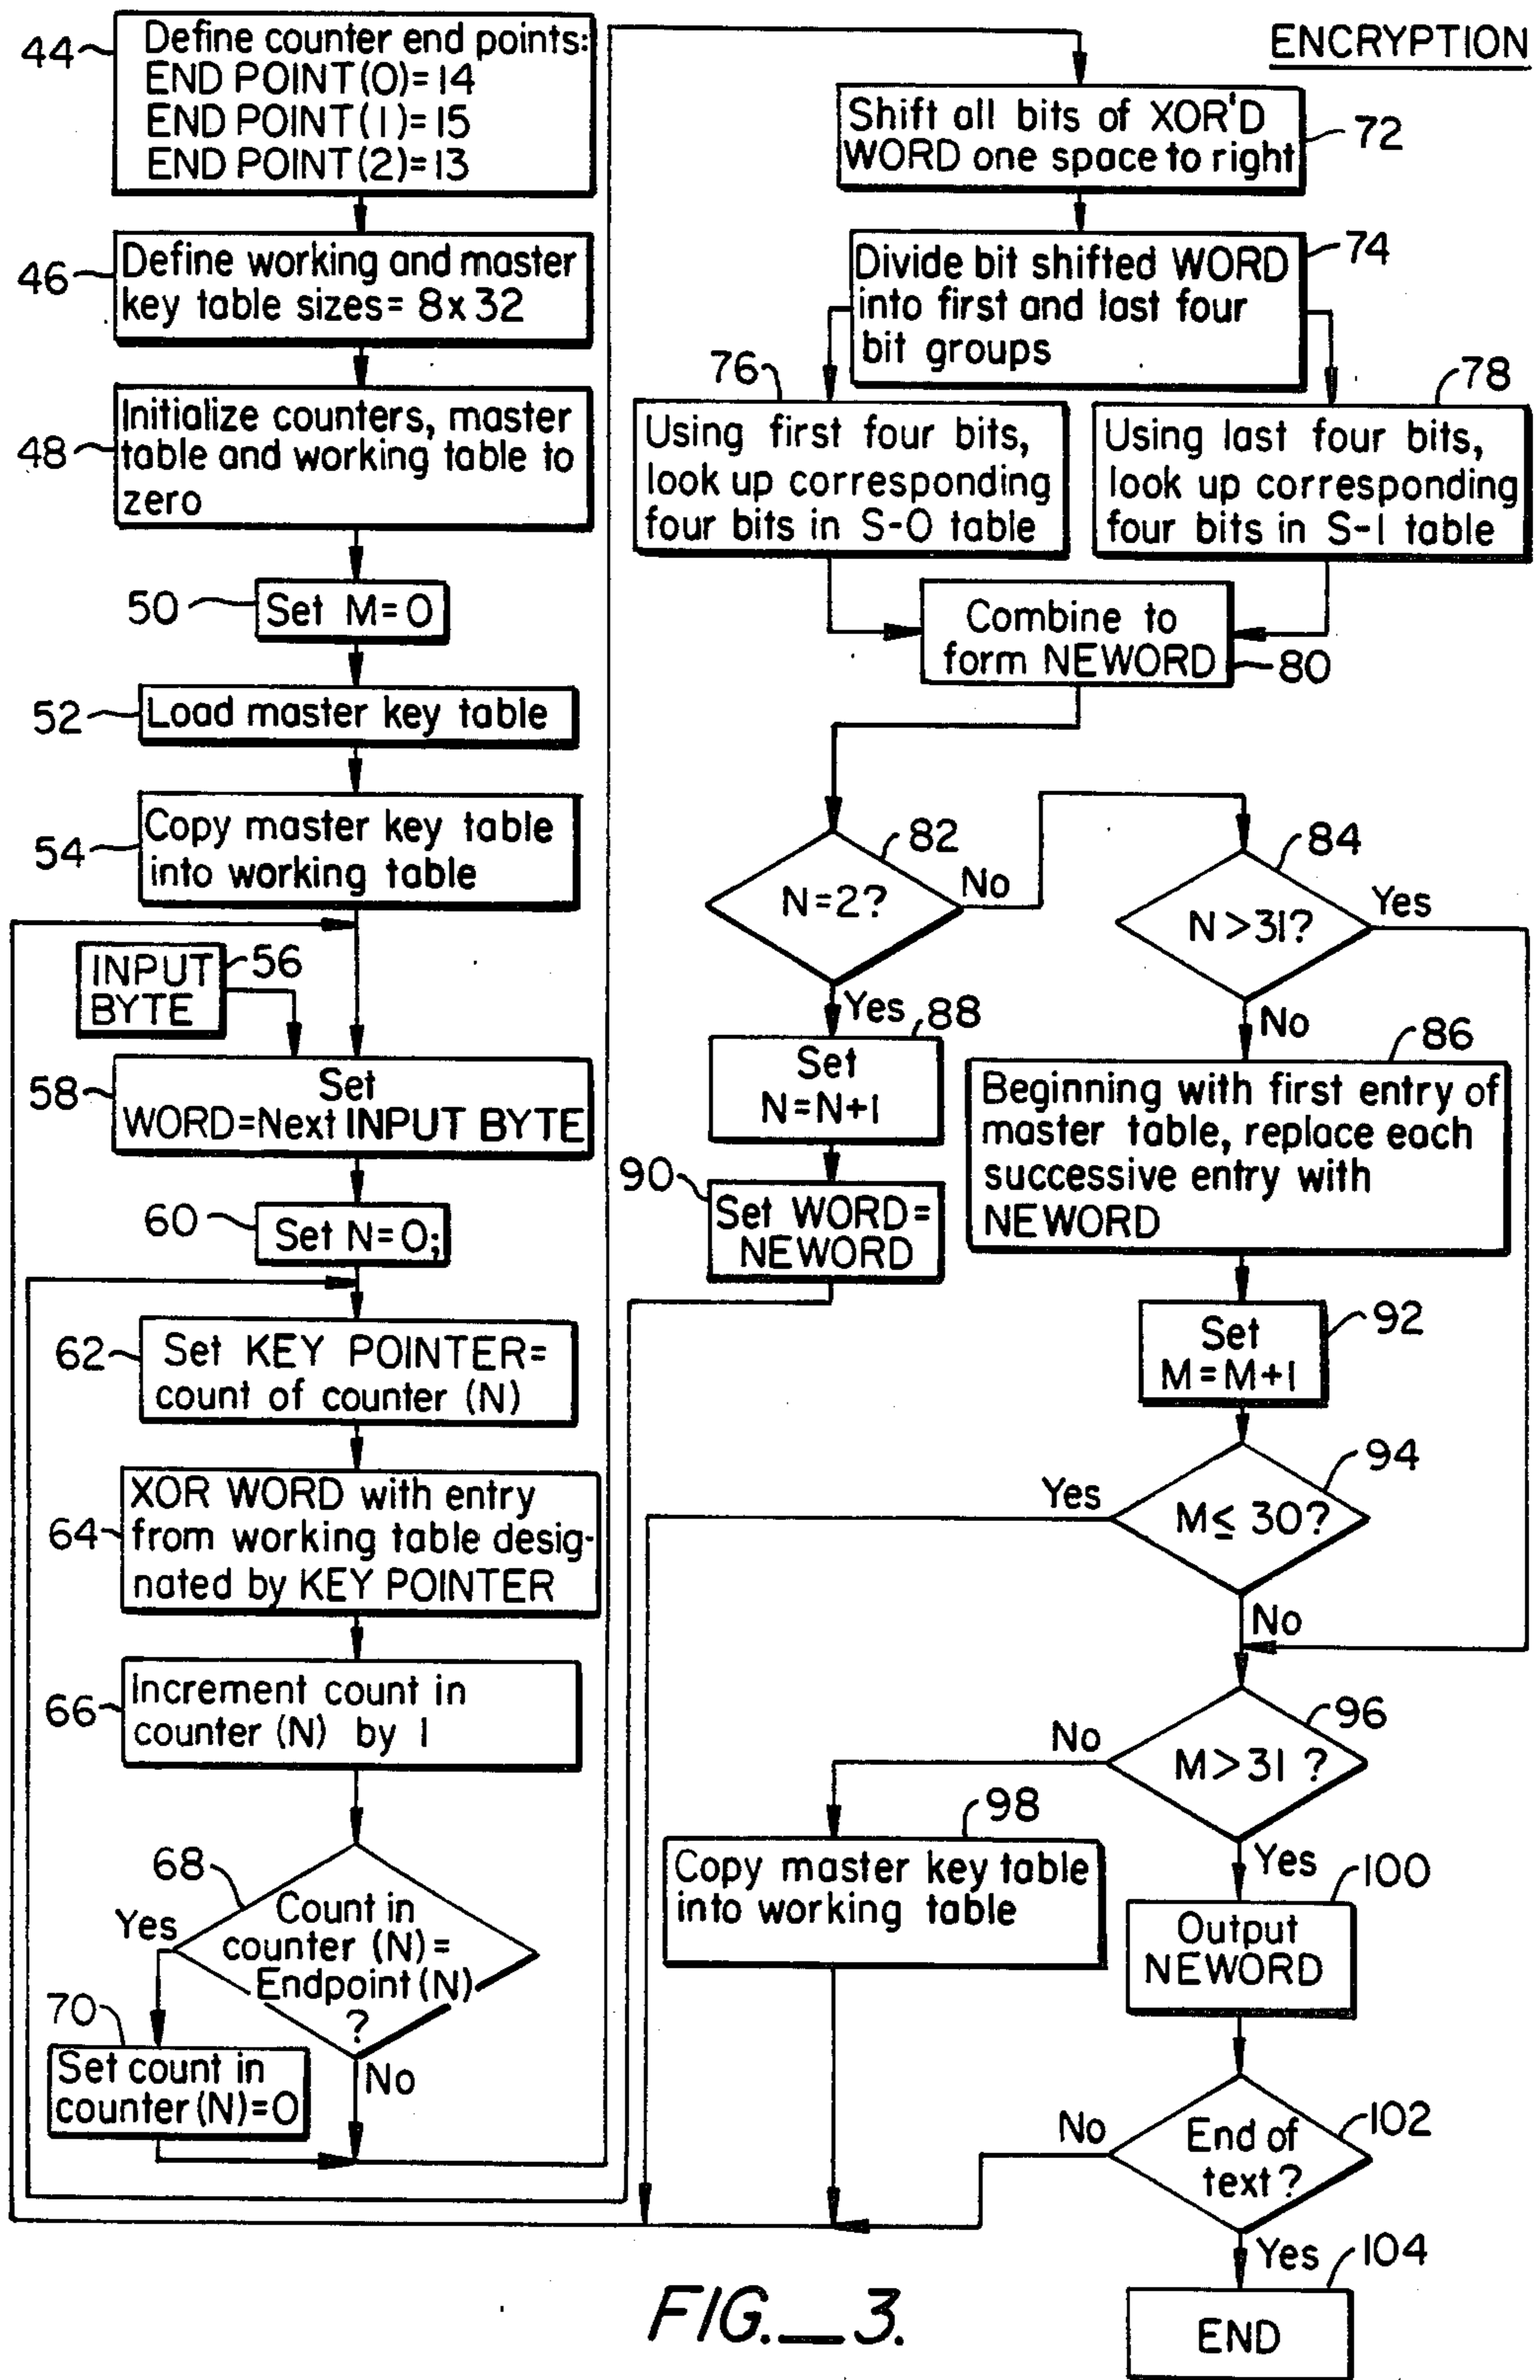 ENCRYPTION
44
Define counter end points:
END POINT(0)=14
END POINT(1)=15
END POINT(2)=13
46
Define working and master
key table sizes= 8x32
48
Initialize counters, master
table and working table to
zero
50
Set M=0
52
Load master key table
54
Copy master key table
into working table
INPUT
BYTE
56
58
Set
WORD=Next INPUT BYTE
60
Set N=0;
62
Set KEY POINTER=
count of counter (N)
64
XOR WORD with entry
from working table desig-
nated by KEY POINTER
66
Increment count in
counter (N) by 1
68
Count in
counter (N)=
Endpoint (N)
?
Yes
No
70
Set count in
counter (N)=0
Shift all bits of XOR'D
WORD one space to right
72
Divide bit shifted WORD
into first and last four
bit groups
74
76
Using first four bits,
look up corresponding
four bits in S-0 table
78
Using last four bits,
look up corresponding
four bits in S-1 table
Combine to
form NEWORD
80
82
N=2?
No
Yes
84
N>31?
Yes
No
88
Set
N=N+1
90
Set WORD=
NEWORD
86
Beginning with first entry of
master table, replace each
successive entry with
NEWORD
92
Set
M=M+1
94
M≤ 30?
Yes
No
96
M>31 ?
No
Yes
98
Copy master key table
into working table
100
Output
NEWORD
102
End of
text?
No
Yes
104
END
FIG.__3.